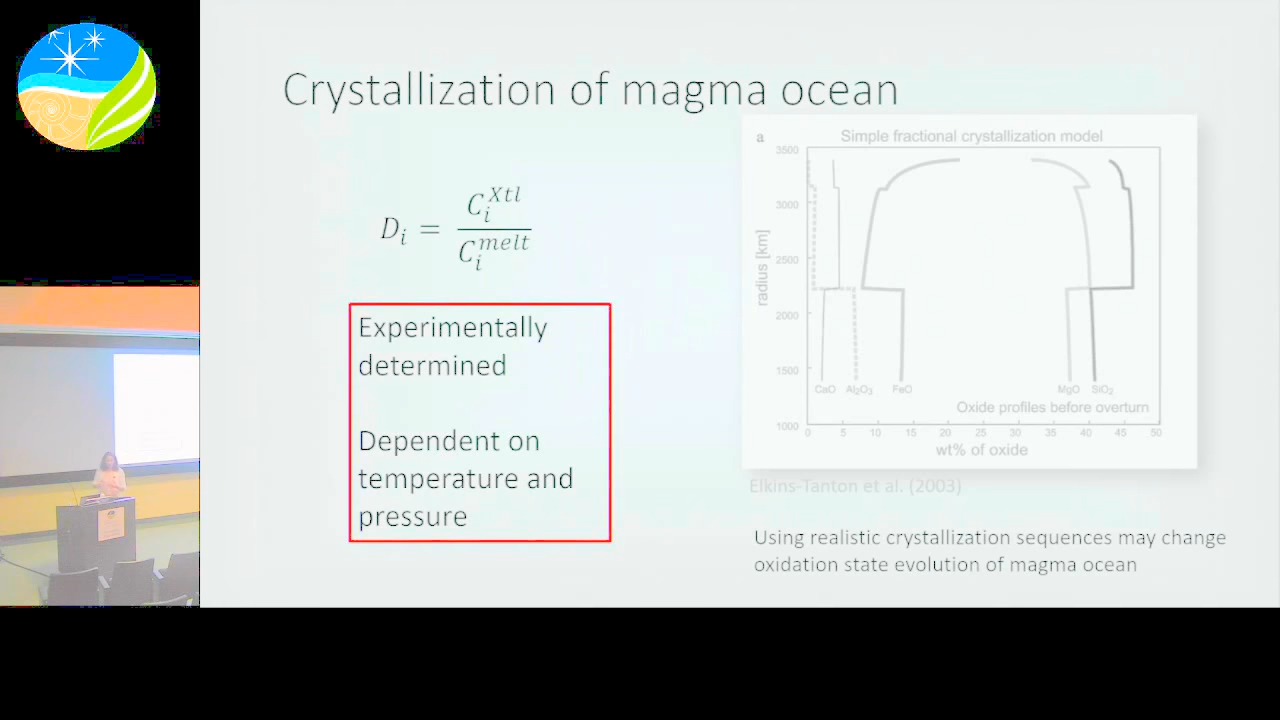 Crystallization of magma ocean
D_i = C_i^Xtl / C_i^melt
Experimentally
determined
Dependent on
temperature and
pressure
a
Simple fractional crystallization model
3500
3000
2500
2000
1500
1000
radius [km]
CaO Al₂O₃ FeO MgO SiO₂
Oxide profiles before overturn
0 5 10 15 20 25 30 35 40 45 50
wt% of oxide
Elkins-Tanton et al. (2003)
Using realistic crystallization sequences may change
oxidation state evolution of magma ocean